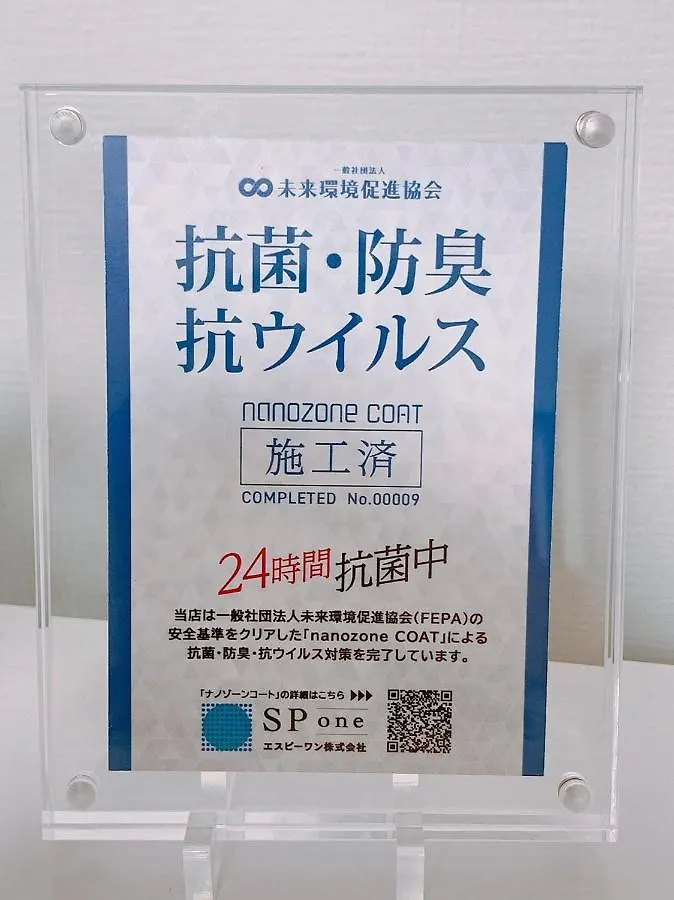 一般社団法人
未来環境促進協会
抗菌・防臭
抗ウイルス
nanozone COAT
施工済
COMPLETED No.00009
24時間抗菌中
当店は一般社団法人未来環境促進協会(FEPA)の
安全基準をクリアした「nanozone COAT」による
抗菌・防臭・抗ウイルス対策を完了しています。
「ナノゾーンコート」の詳細はこちら ▶▶▶
SP one
エスピーワン株式会社